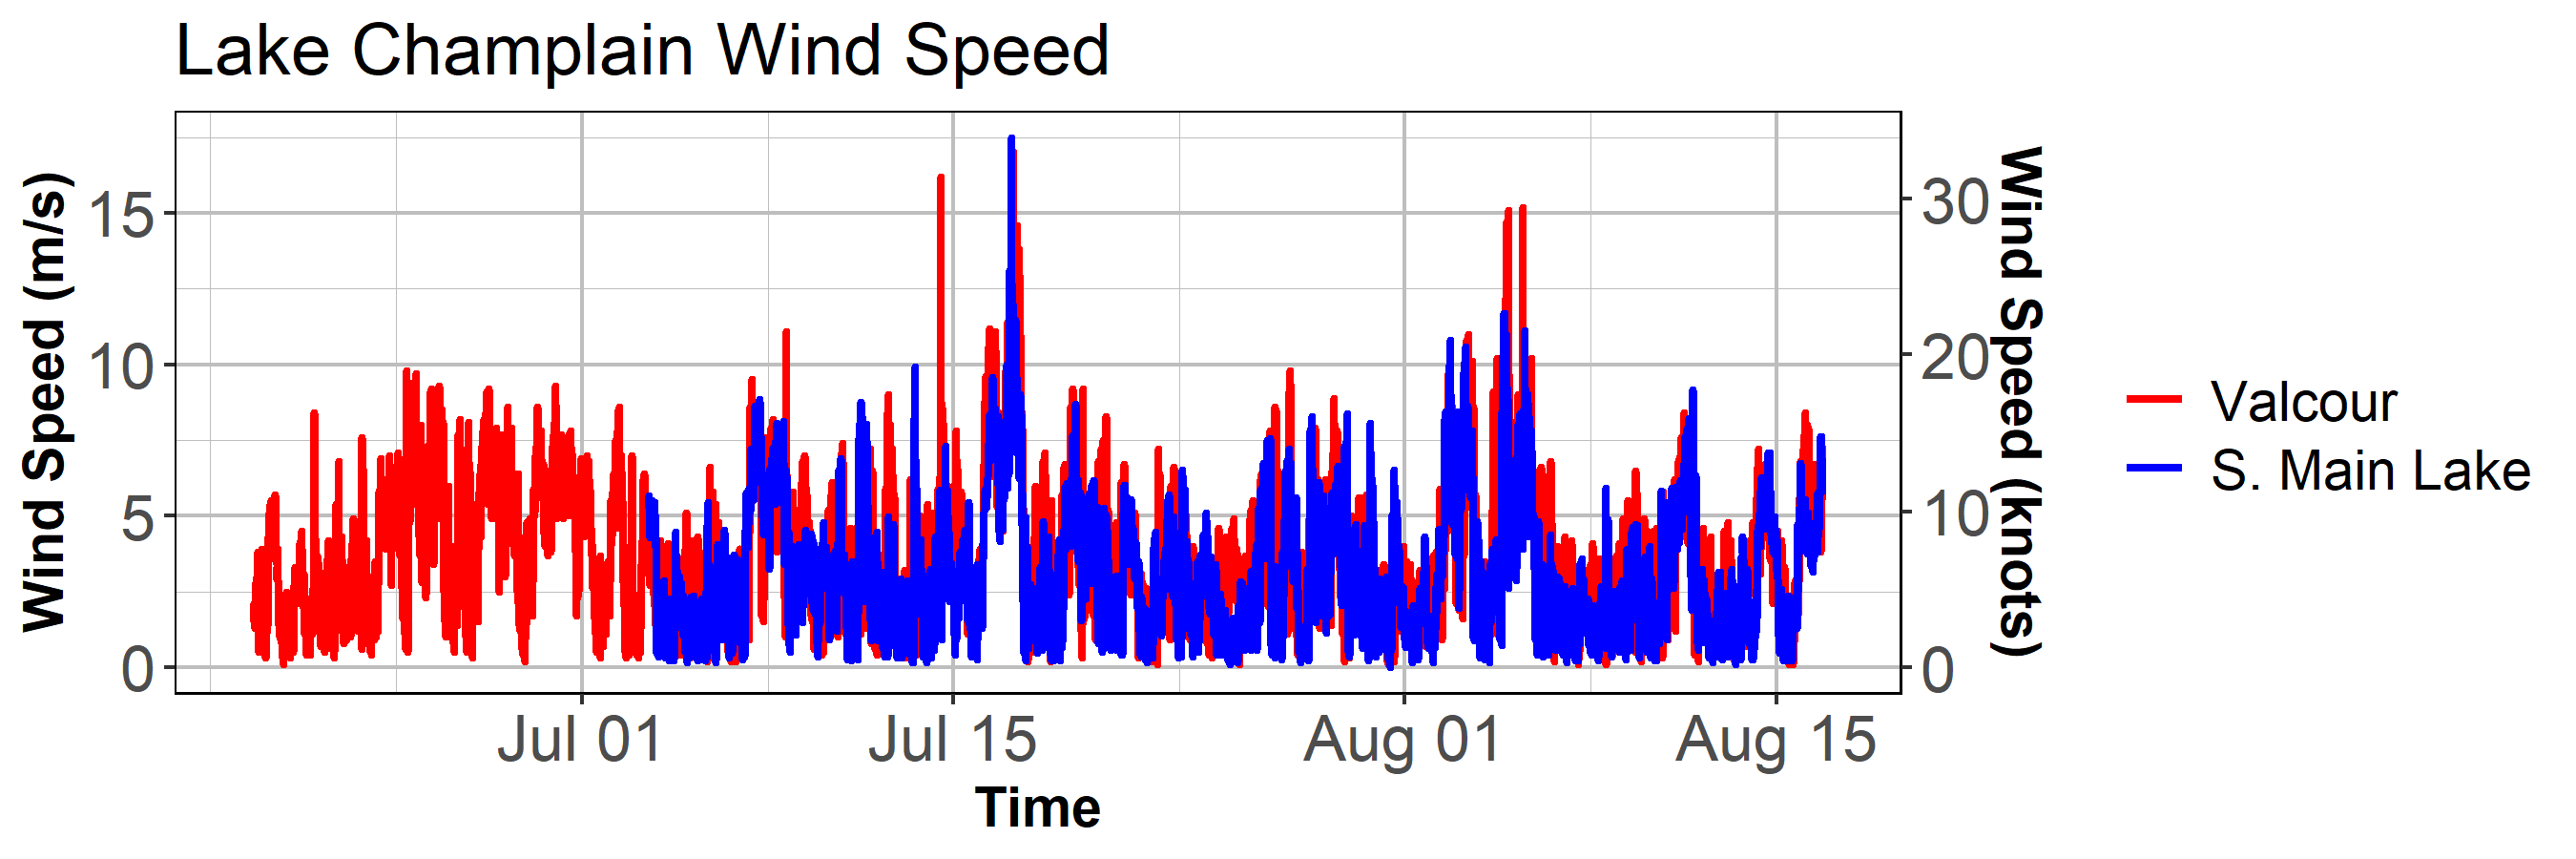 Lake Champlain Wind Speed
Wind Speed (m/s)
15
10
5
0
30
20
10
0
Wind Speed (knots)
Jul 01
Jul 15
Aug 01
Aug 15
Time
Valcour
S. Main Lake